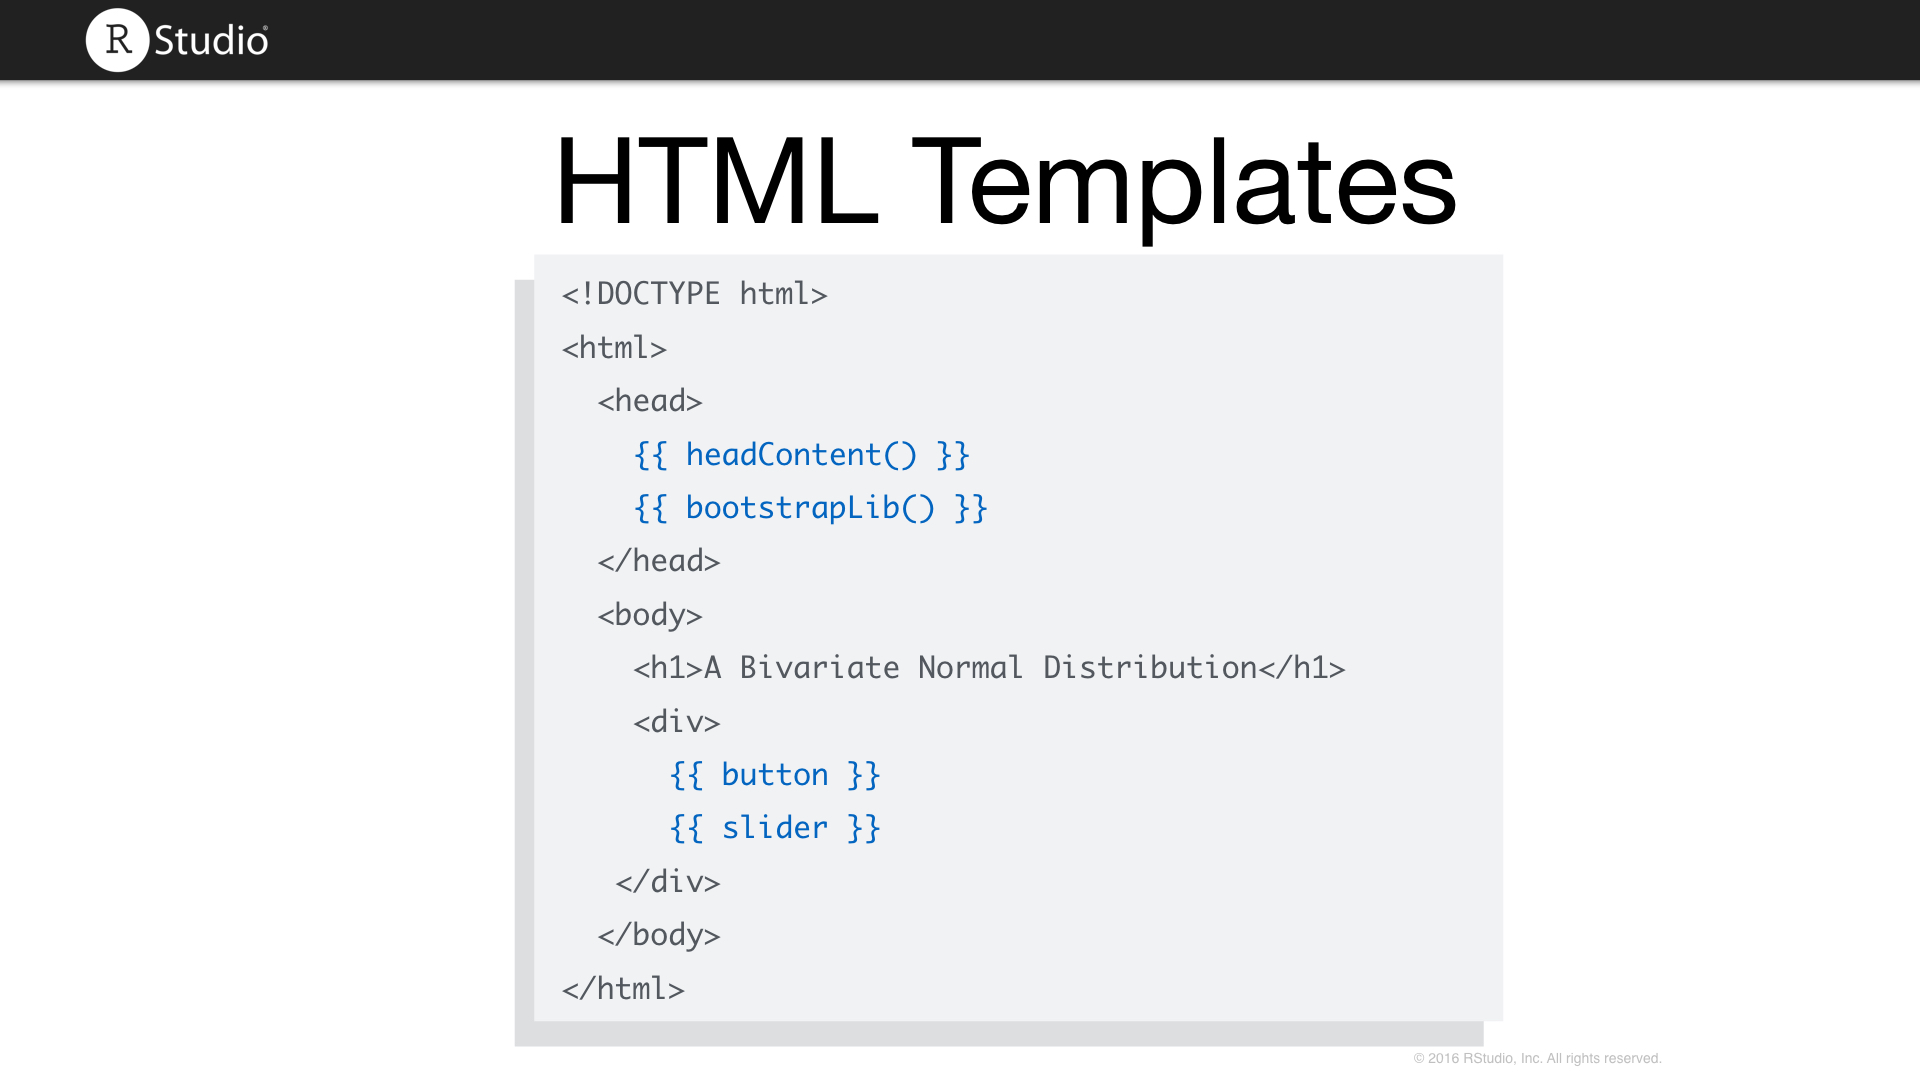 R Studio®
HTML Templates
<!DOCTYPE html>
<html>
  <head>
    {{ headContent() }}
    {{ bootstrapLib() }}
  </head>
  <body>
    <h1>A Bivariate Normal Distribution</h1>
    <div>
      {{ button }}
      {{ slider }}
   </div>
  </body>
</html>
© 2016 RStudio, Inc. All rights reserved.